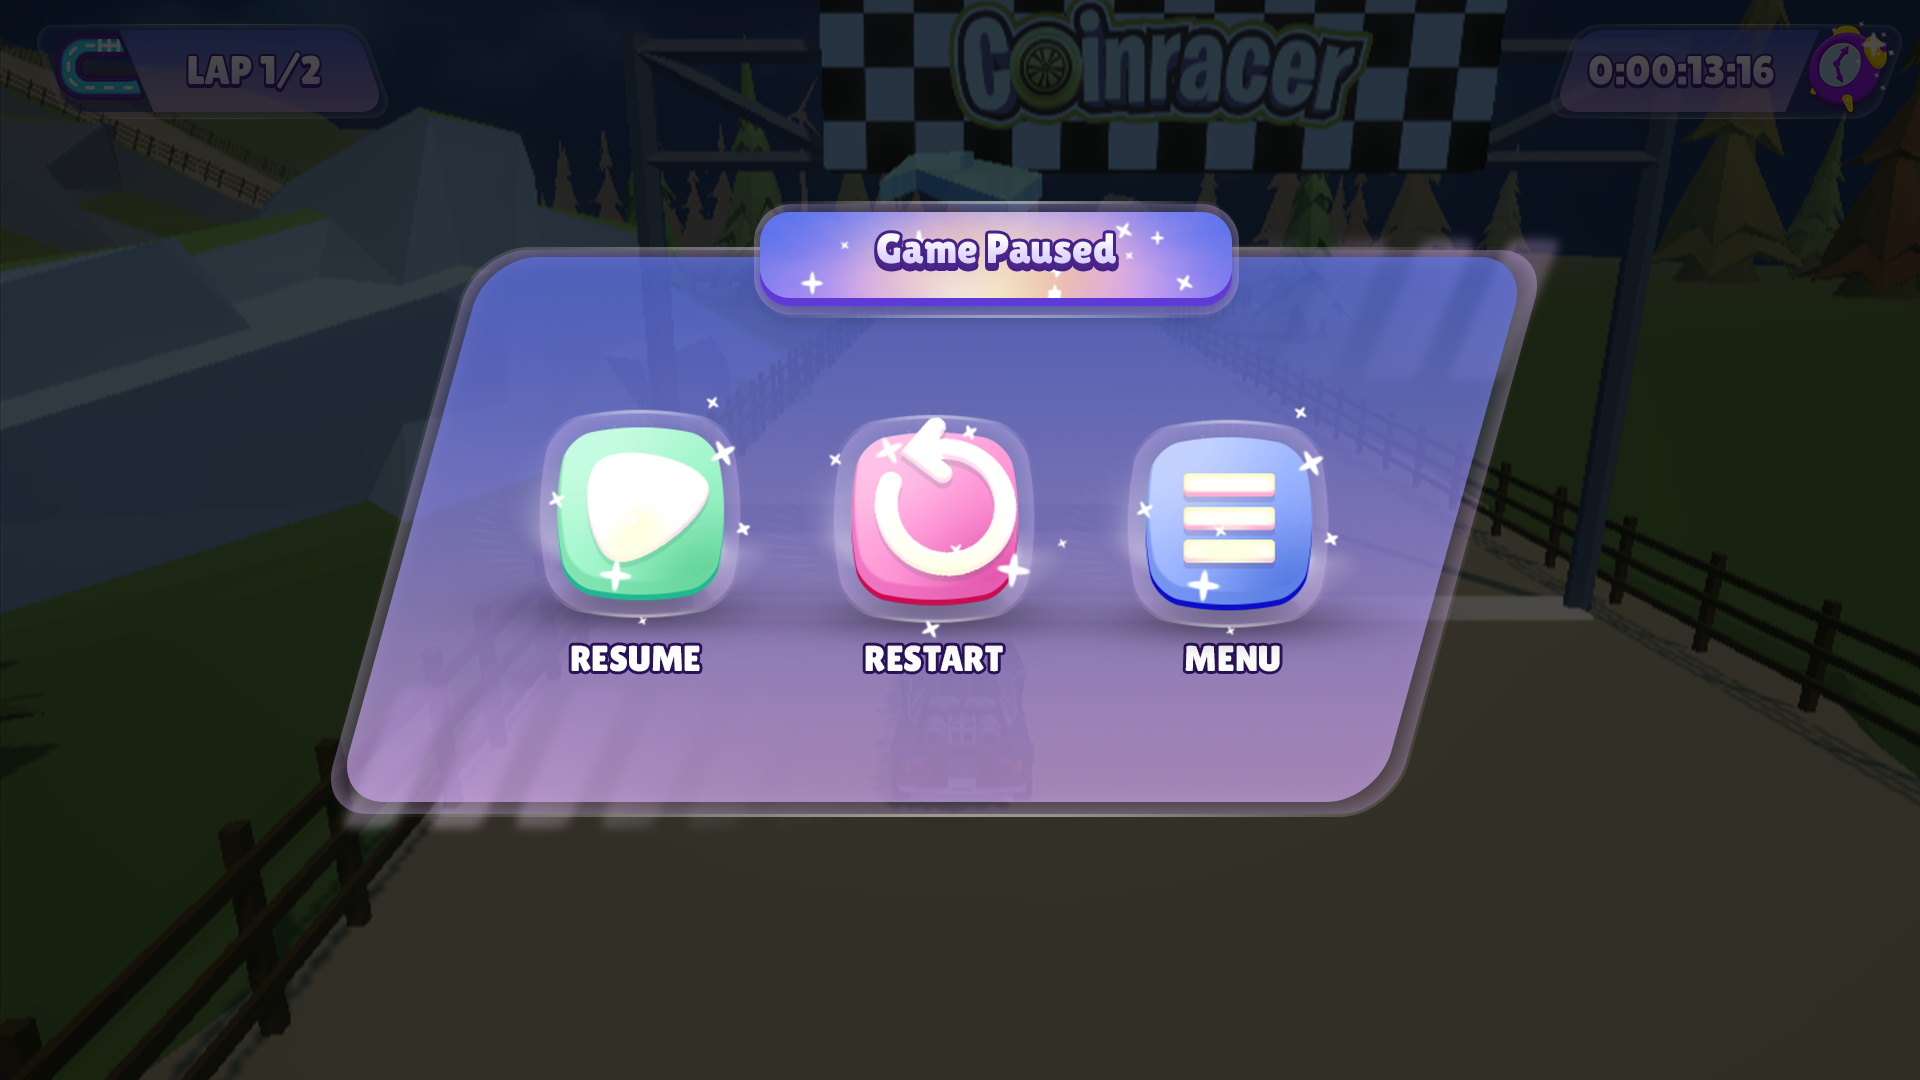 LAP 1/2
Coinracer
0:00:13:16
Game Paused
RESUME
RESTART
MENU